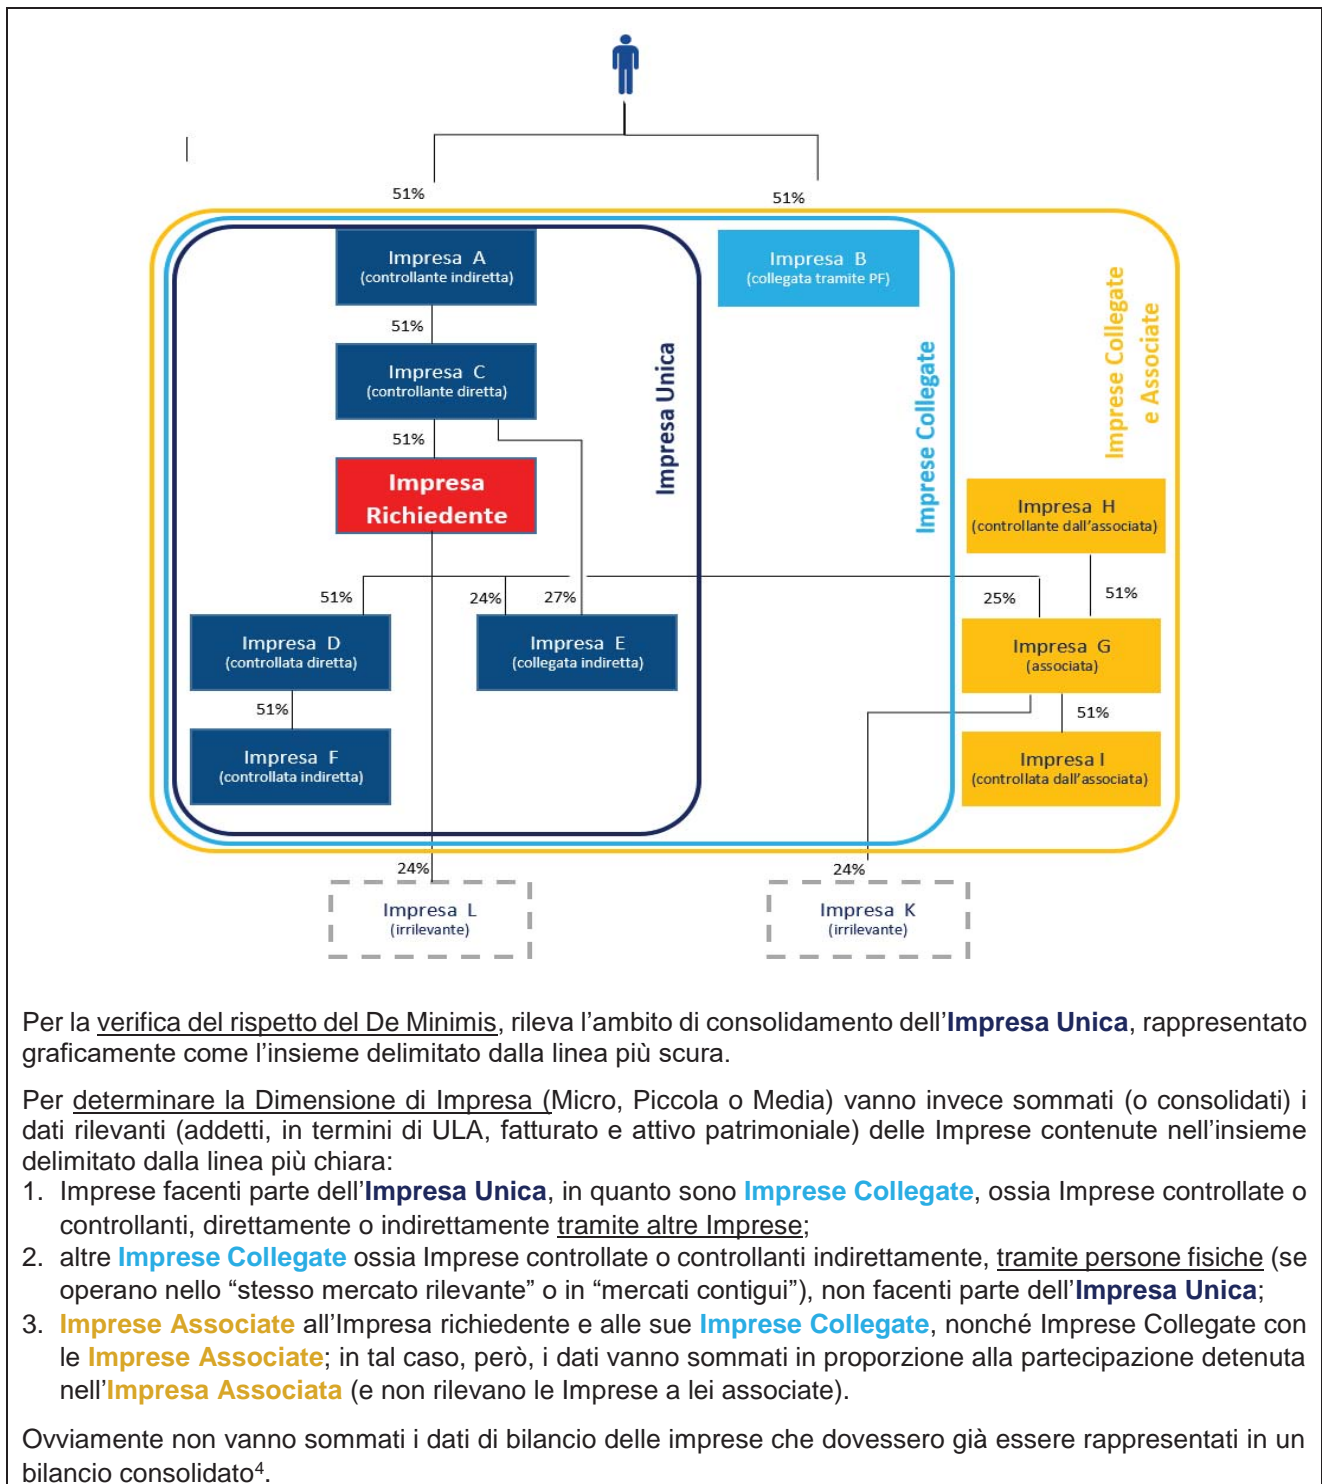 51%
51%
Impresa A
(controllante indiretta)
Impresa B
(collegata tramite PF)
51%
Impresa C
(controllante diretta)
51%
Impresa
Richiedente
Impresa Unica
Imprese Collegate
Imprese Collegate
e Associate
Impresa H
(controllante dall'associata)
51%
24%
27%
25%
51%
Impresa D
(controllata diretta)
Impresa E
(collegata indiretta)
Impresa G
(associata)
51%
51%
Impresa F
(controllata indiretta)
Impresa I
(controllata dall'associata)
24%
24%
Impresa L
(irrilevante)
Impresa K
(irrilevante)
Per la verifica del rispetto del De Minimis, rileva l'ambito di consolidamento dell'Impresa Unica, rappresentato
graficamente come l'insieme delimitato dalla linea più scura.
Per determinare la Dimensione di Impresa (Micro, Piccola o Media) vanno invece sommati (o consolidati) i
dati rilevanti (addetti, in termini di ULA, fatturato e attivo patrimoniale) delle Imprese contenute nell'insieme
delimitato dalla linea più chiara:
1. Imprese facenti parte dell'Impresa Unica, in quanto sono Imprese Collegate, ossia Imprese controllate o
controllanti, direttamente o indirettamente tramite altre Imprese;
2. altre Imprese Collegate ossia Imprese controllate o controllanti indirettamente, tramite persone fisiche (se
operano nello "stesso mercato rilevante" o in "mercati contigui"), non facenti parte dell'Impresa Unica;
3. Imprese Associate all'Impresa richiedente e alle sue Imprese Collegate, nonché Imprese Collegate con
le Imprese Associate; in tal caso, però, i dati vanno sommati in proporzione alla partecipazione detenuta
nell'Impresa Associata (e non rilevano le Imprese a lei associate).
Ovviamente non vanno sommati i dati di bilancio delle imprese che dovessero già essere rappresentati in un
bilancio consolidato⁴.